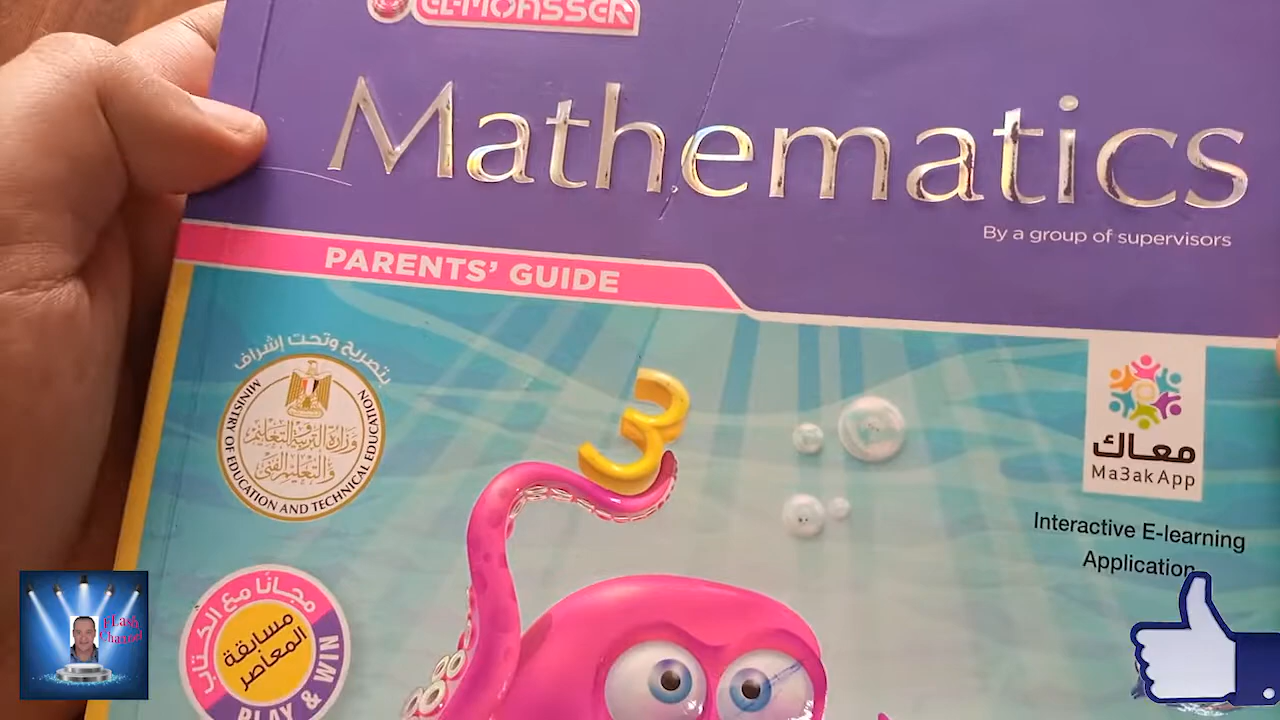 EL-MOASSER
Mathematics
By a group of supervisors
PARENTS' GUIDE
بتصريح وتحت إشراف
MINISTRY OF EDUCATION AND TECHNICAL EDUCATION
وزارة التربية والتعليم
والتعليم الفني
3
معاك
Ma3ak App
Interactive E-learning
Application
مجانًا مع الكتاب
مسابقة
المعاصر
PLAY & WIN
Flash
Channel